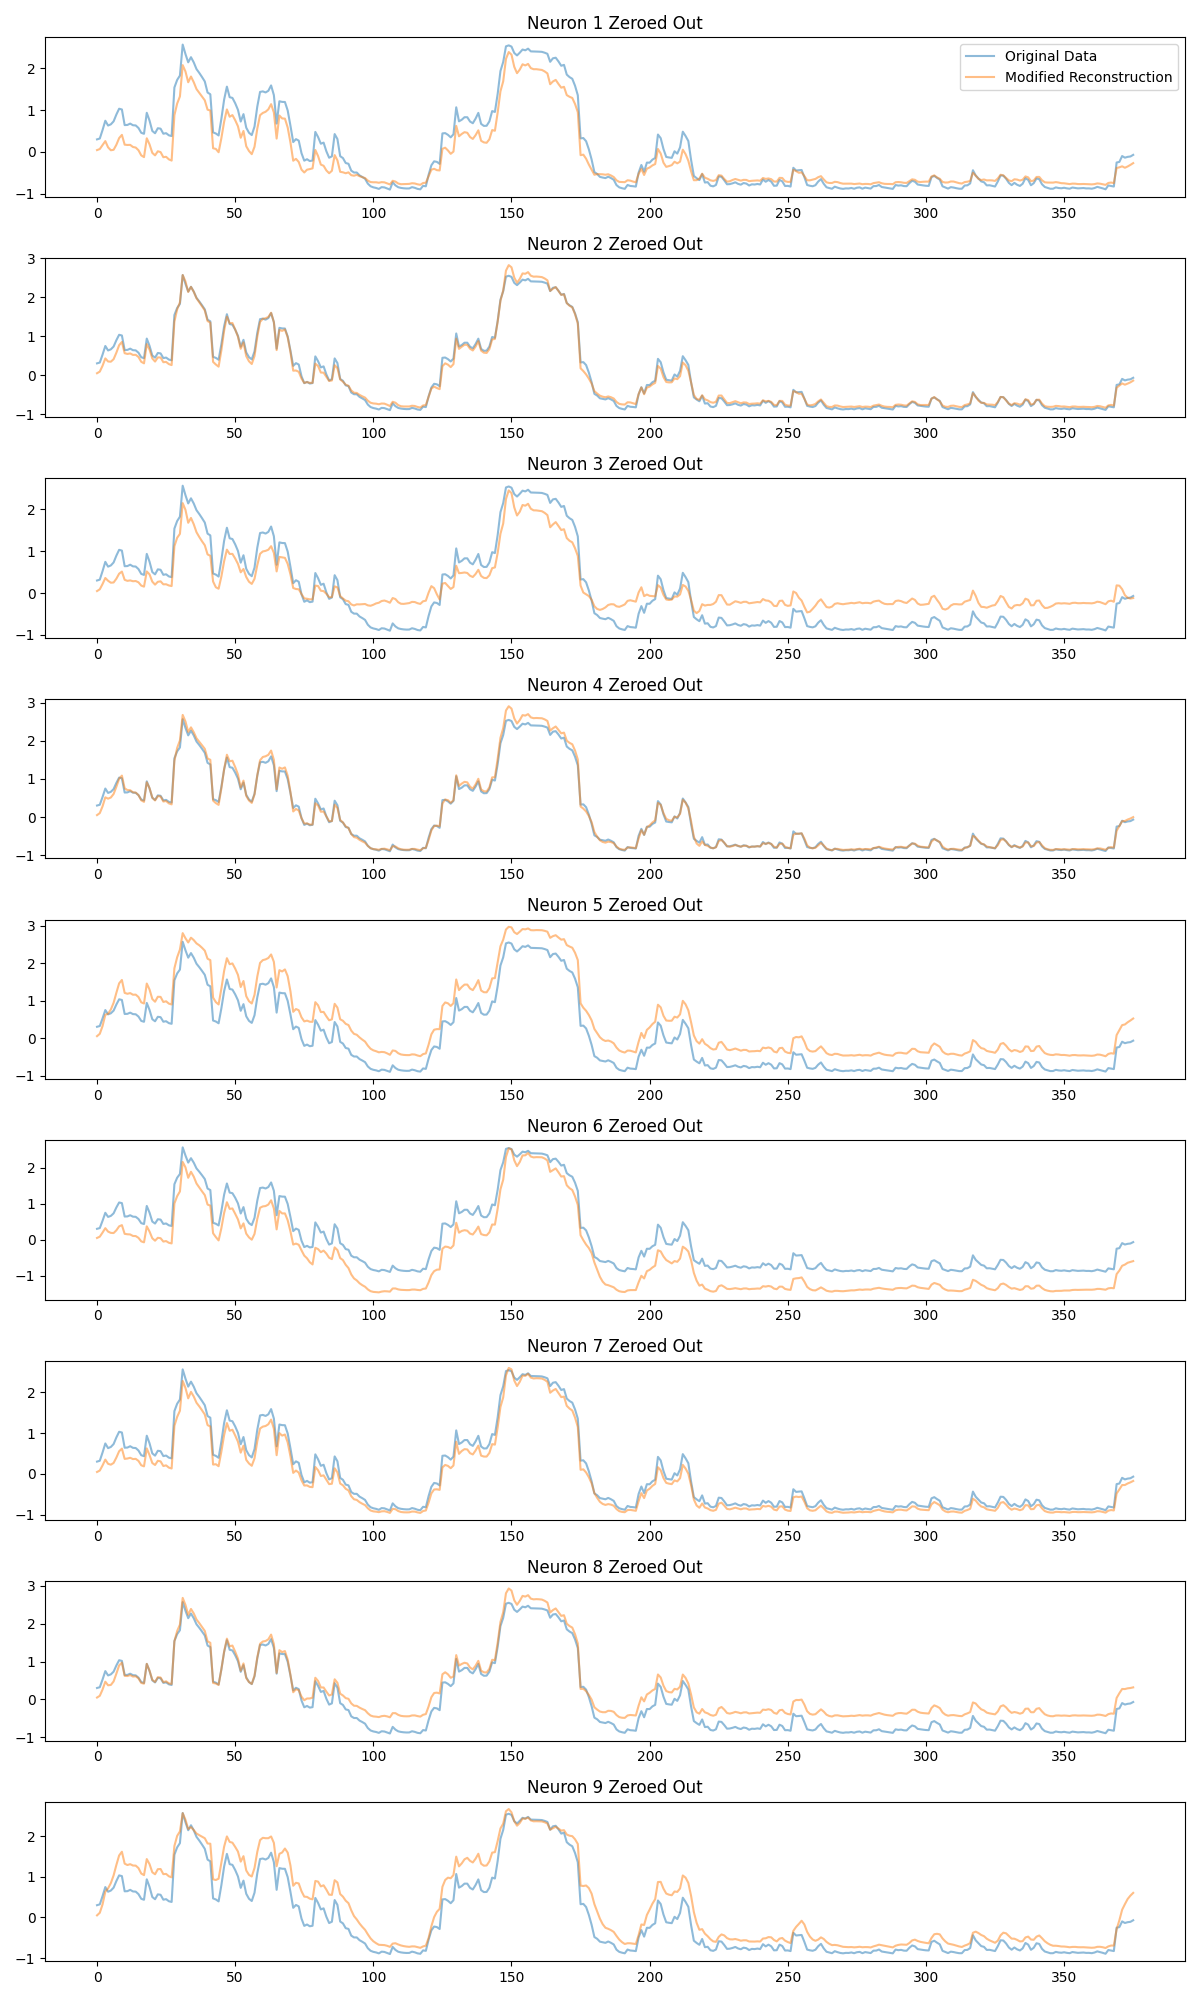 Neuron 1 Zeroed Out
Original Data
Modified Reconstruction
2
1
0
−1
0 50 100 150 200 250 300 350
Neuron 2 Zeroed Out
3
2
1
0
−1
0 50 100 150 200 250 300 350
Neuron 3 Zeroed Out
2
1
0
−1
0 50 100 150 200 250 300 350
Neuron 4 Zeroed Out
3
2
1
0
−1
0 50 100 150 200 250 300 350
Neuron 5 Zeroed Out
3
2
1
0
−1
0 50 100 150 200 250 300 350
Neuron 6 Zeroed Out
2
1
0
−1
0 50 100 150 200 250 300 350
Neuron 7 Zeroed Out
2
1
0
−1
0 50 100 150 200 250 300 350
Neuron 8 Zeroed Out
3
2
1
0
−1
0 50 100 150 200 250 300 350
Neuron 9 Zeroed Out
2
1
0
−1
0 50 100 150 200 250 300 350